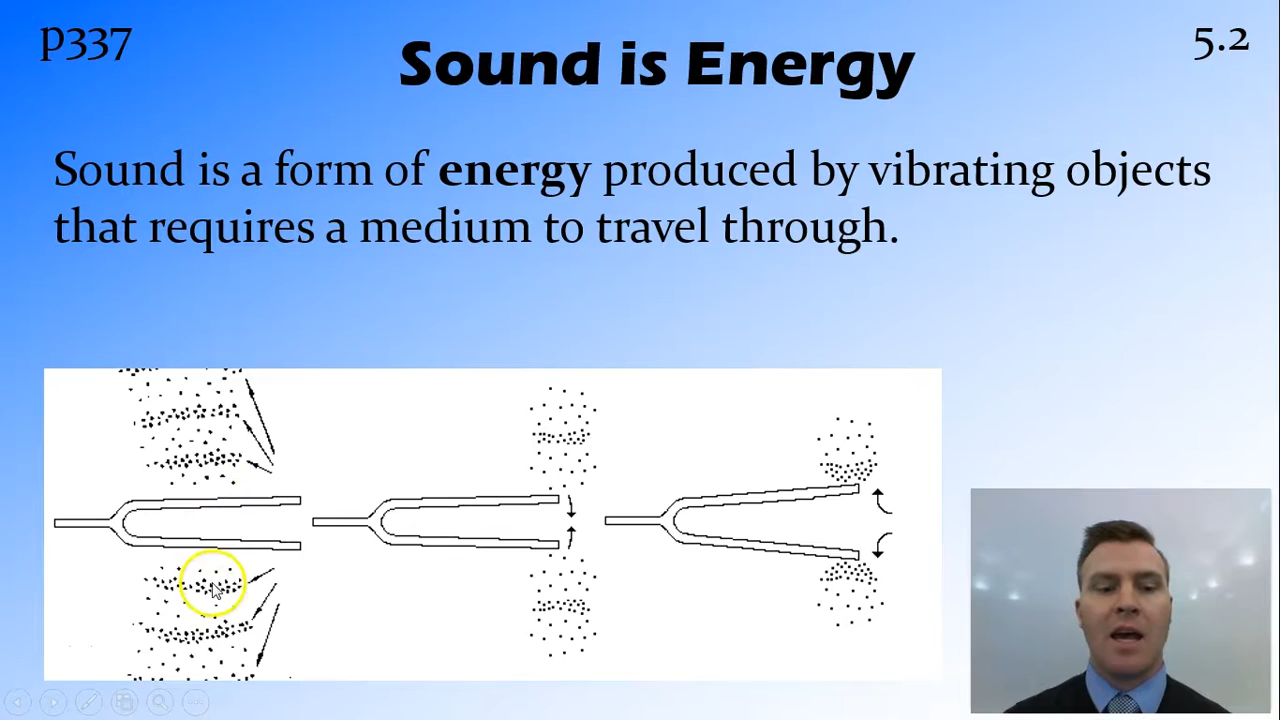 p337
Sound is Energy
5.2
Sound is a form of energy produced by vibrating objects
that requires a medium to travel through.